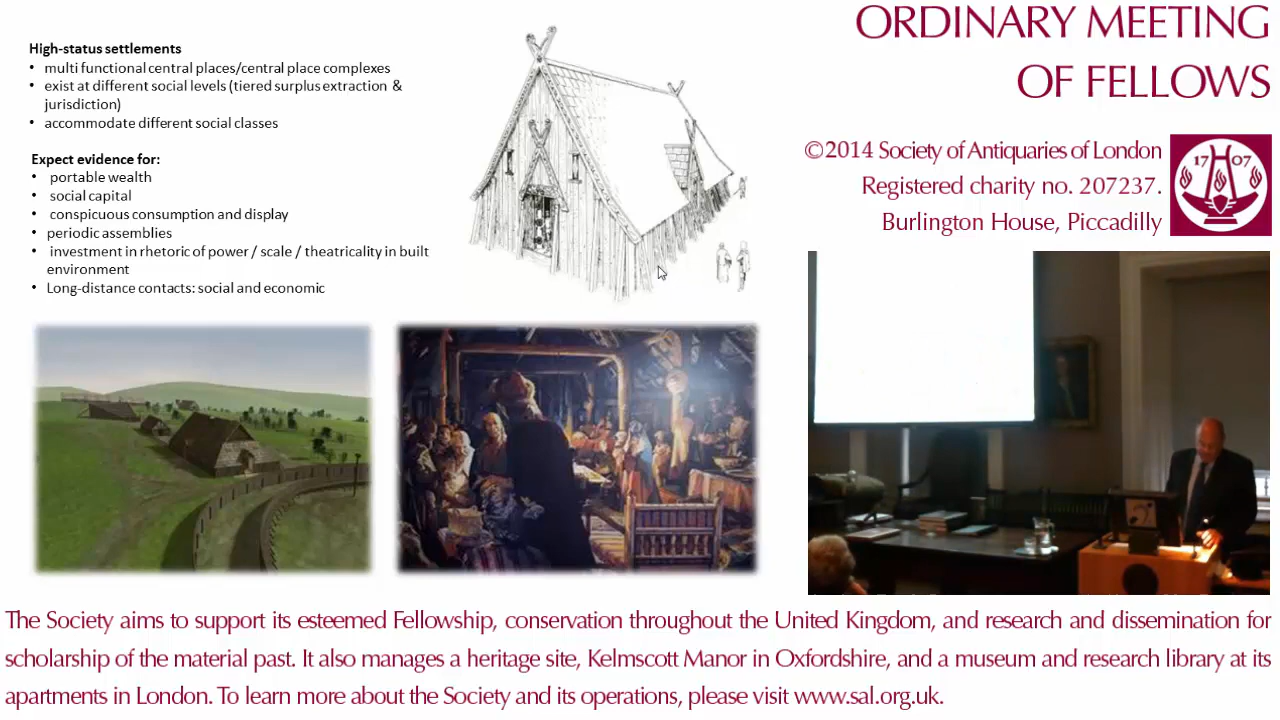 High-status settlements
• multi functional central places/central place complexes
• exist at different social levels (tiered surplus extraction &
jurisdiction)
• accommodate different social classes
Expect evidence for:
• portable wealth
• social capital
• conspicuous consumption and display
• periodic assemblies
• investment in rhetoric of power / scale / theatricality in built
environment
• Long-distance contacts: social and economic
ORDINARY MEETING
OF FELLOWS
©2014 Society of Antiquaries of London
Registered charity no. 207237.
Burlington House, Piccadilly
17 07
The Society aims to support its esteemed Fellowship, conservation throughout the United Kingdom, and research and dissemination for
scholarship of the material past. It also manages a heritage site, Kelmscott Manor in Oxfordshire, and a museum and research library at its
apartments in London. To learn more about the Society and its operations, please visit www.sal.org.uk.